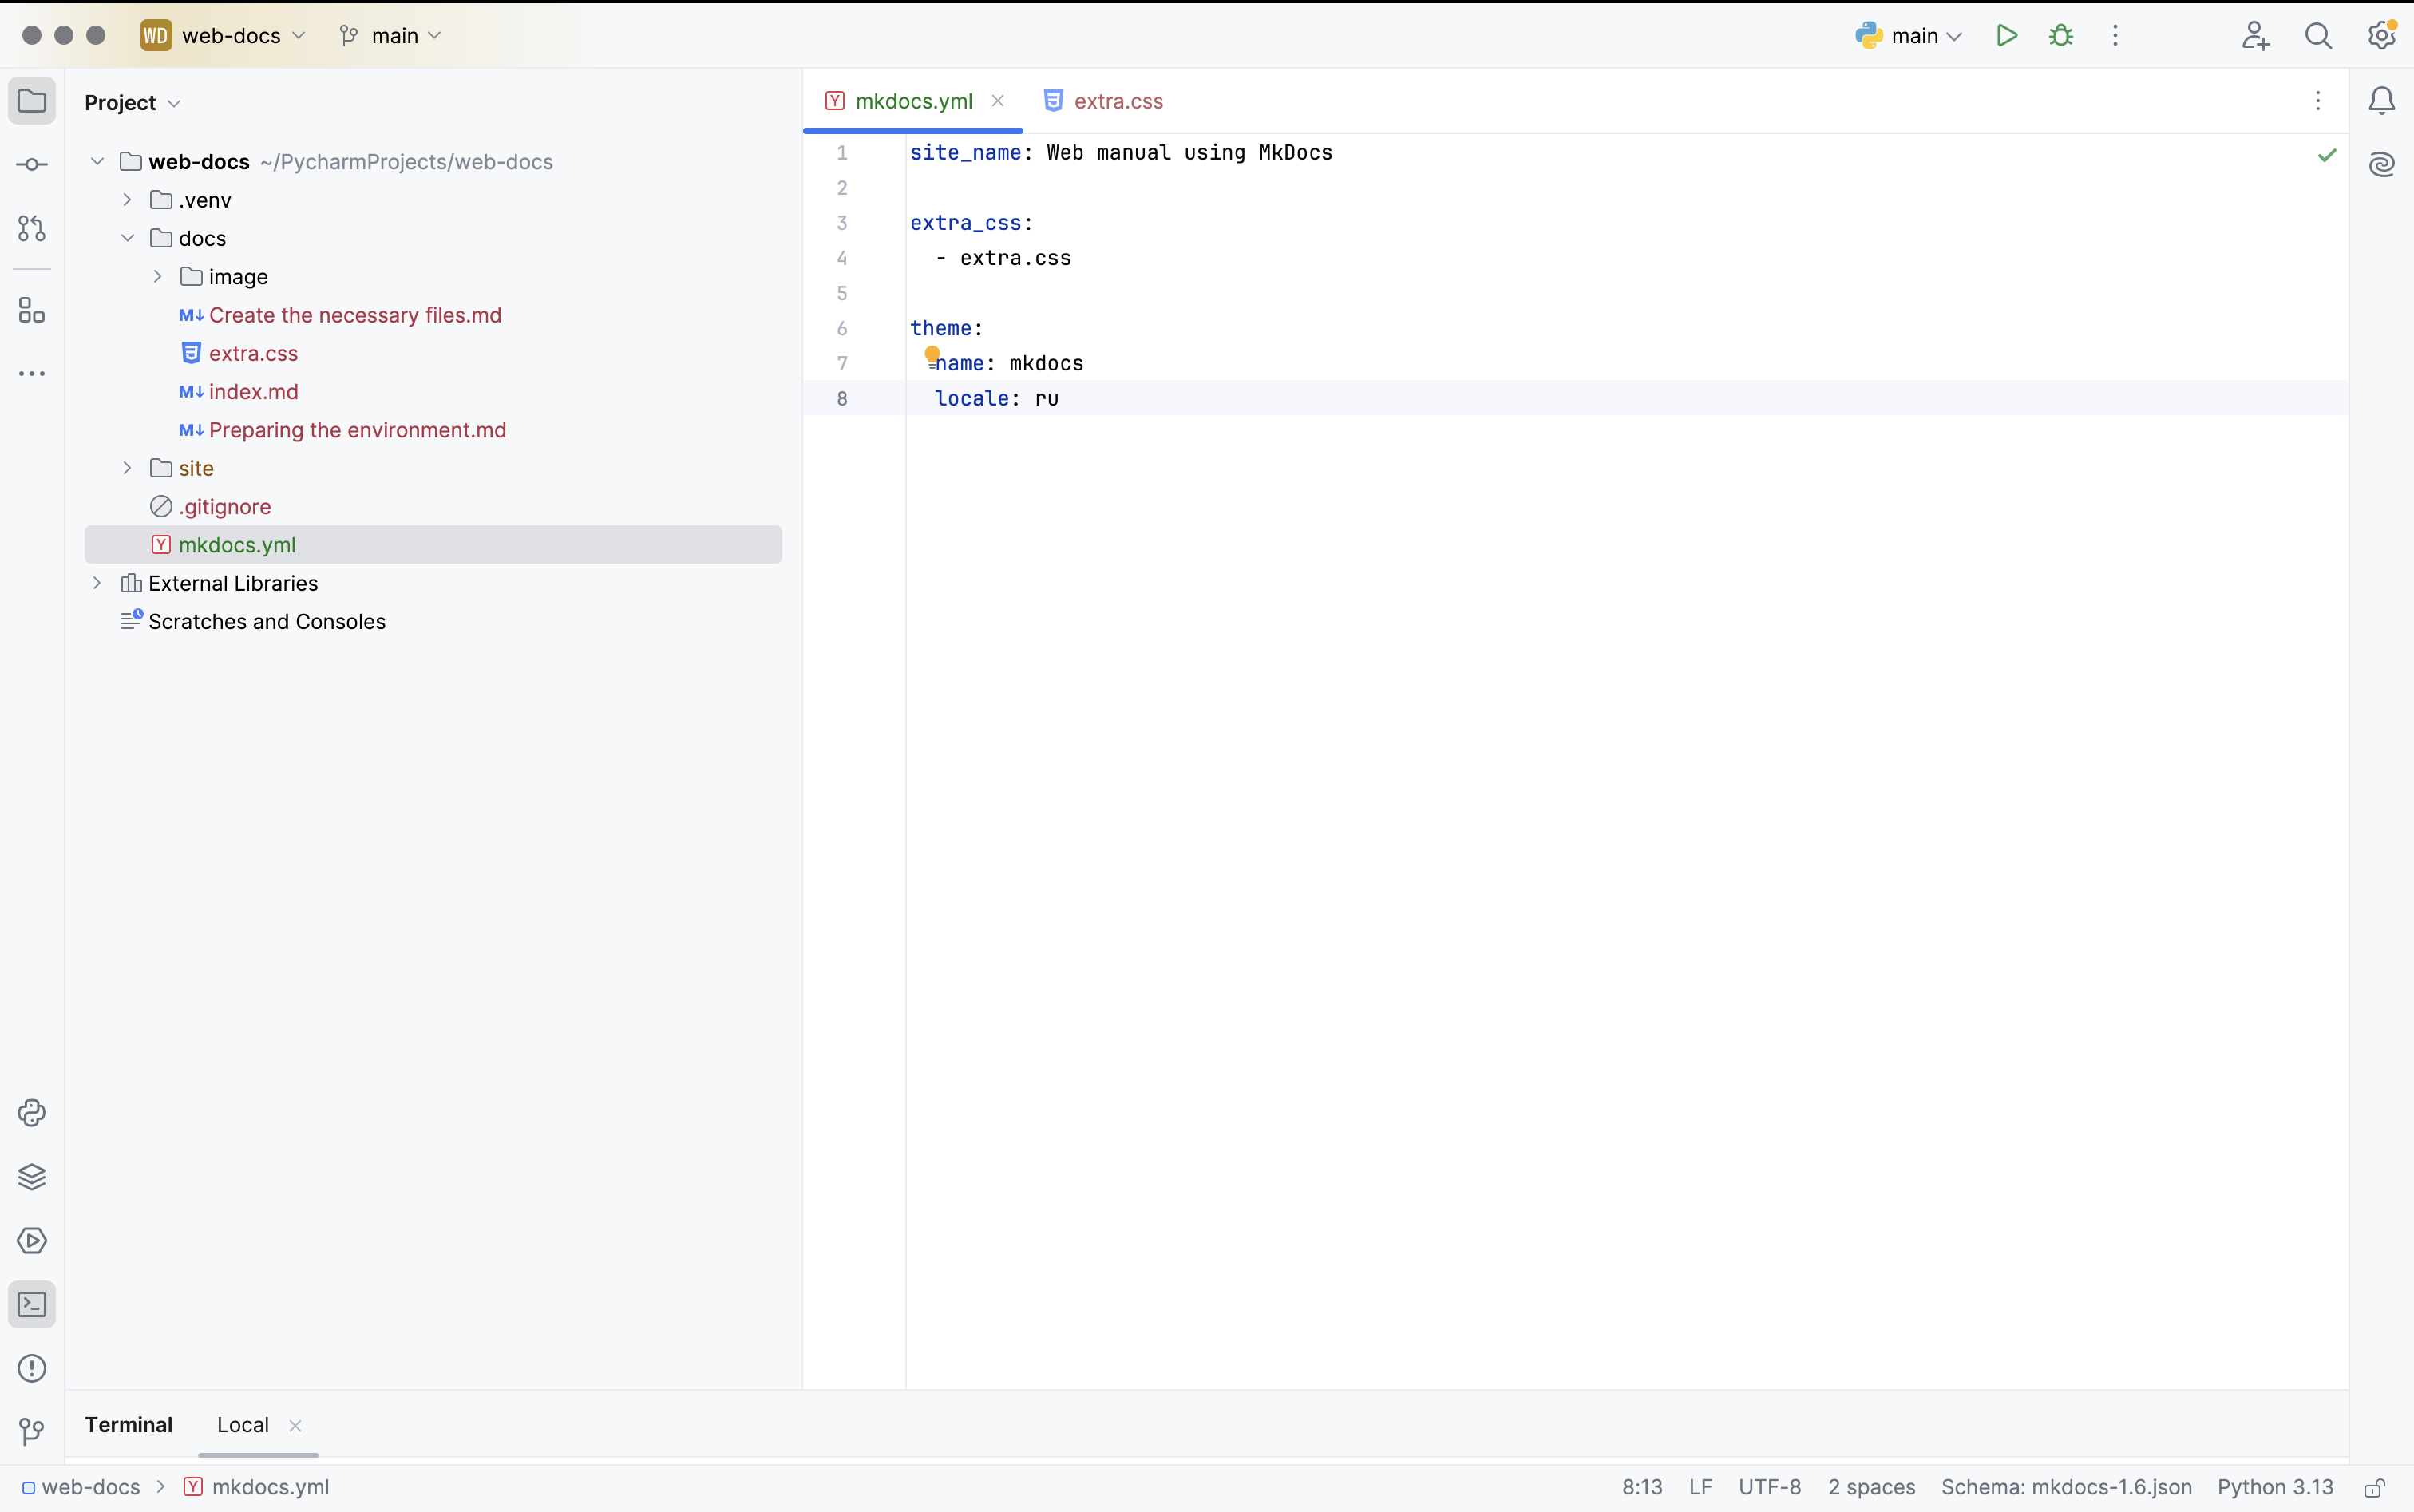 WD web-docs main main
Project
web-docs ~/PycharmProjects/web-docs
.venv
docs
image
M↓ Create the necessary files.md
extra.css
M↓ index.md
M↓ Preparing the environment.md
site
.gitignore
Y mkdocs.yml
External Libraries
Scratches and Consoles
Y mkdocs.yml extra.css
1 site_name: Web manual using MkDocs
2
3 extra_css:
4 - extra.css
5
6 theme:
7 name: mkdocs
8 locale: ru
Terminal Local
web-docs > Y mkdocs.yml 8:13 LF UTF-8 2 spaces Schema: mkdocs-1.6.json Python 3.13